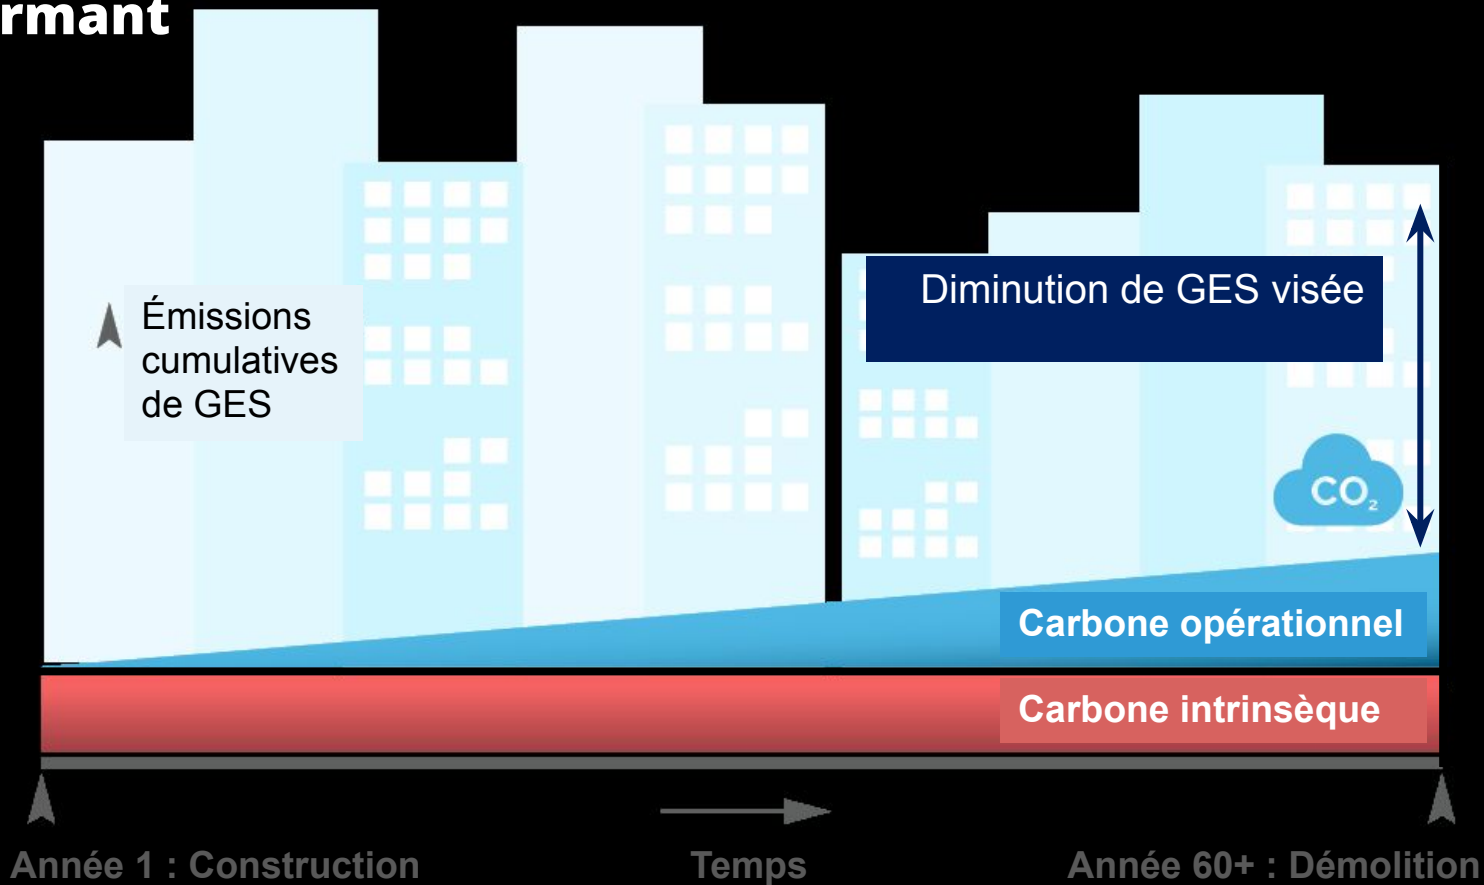 rmant
Émissions
cumulatives
de GES
Diminution de GES visée
CO₂
Carbone opérationnel
Carbone intrinsèque
Année 1 : Construction
Temps
Année 60+ : Démolition